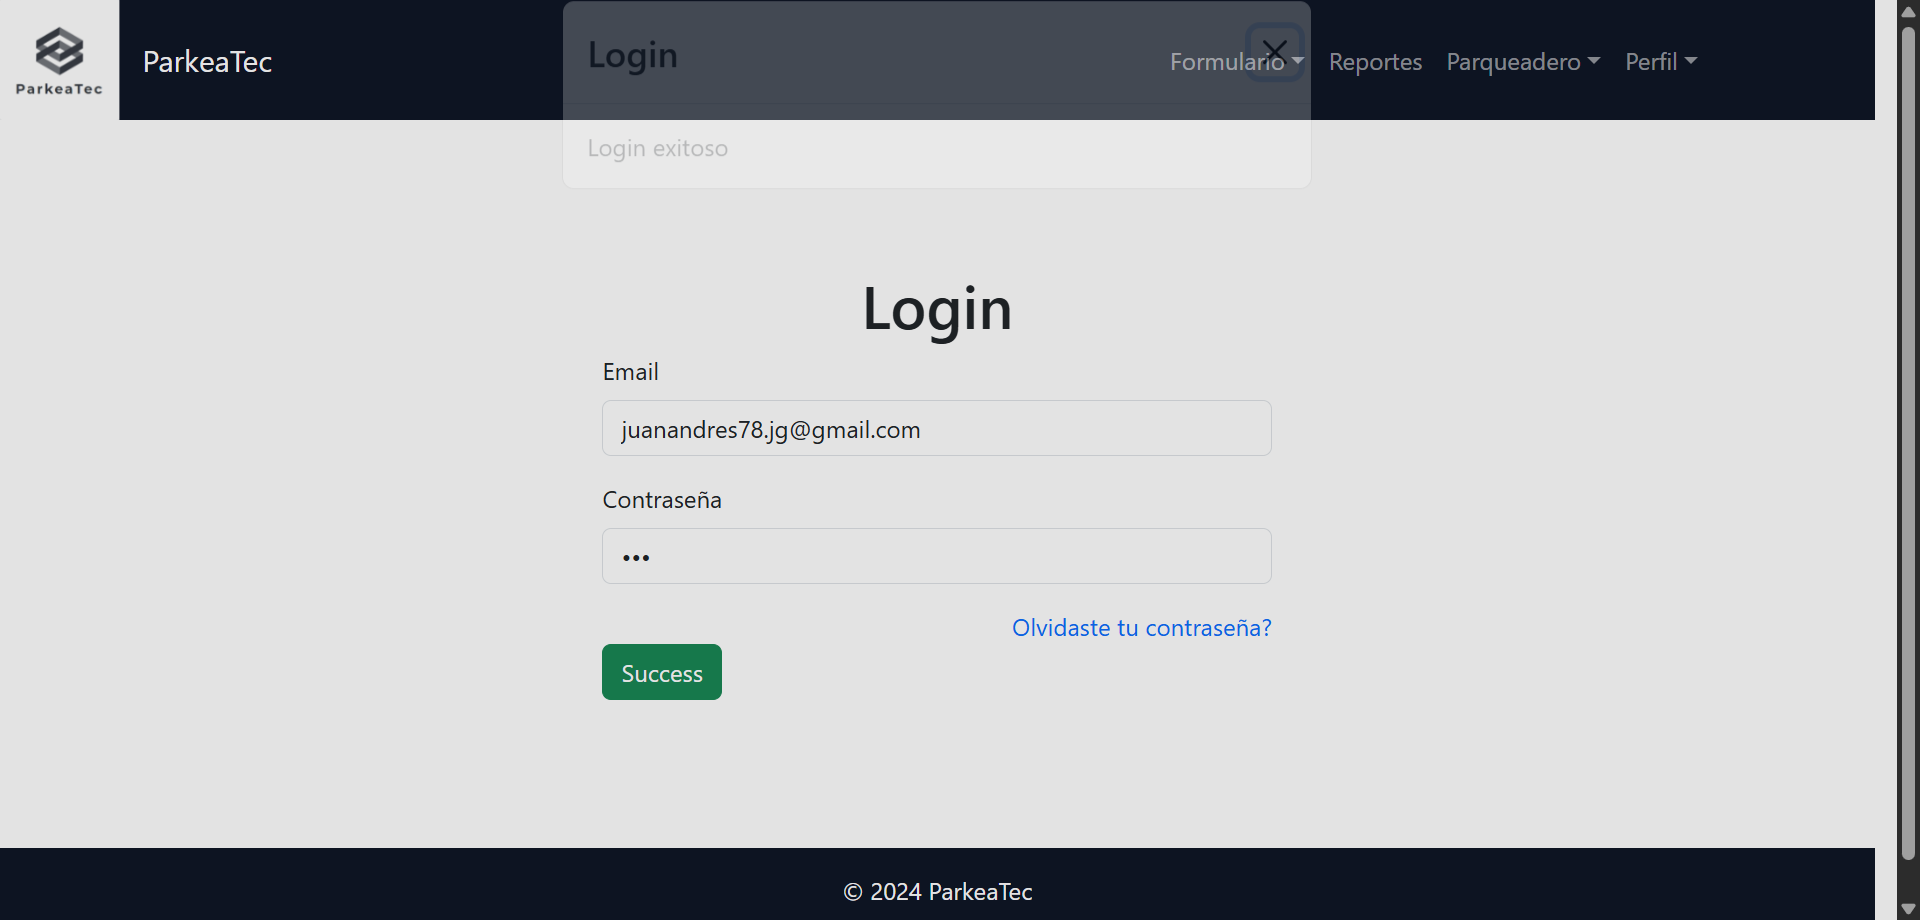 ParkeaTec
ParkeaTec
Login
Formulario
Reportes
Parqueadero
Perfil
Login exitoso
Login
Email
juanandres78.jg@gmail.com
Contraseña
•••
Olvidaste tu contraseña?
Success
© 2024 ParkeaTec